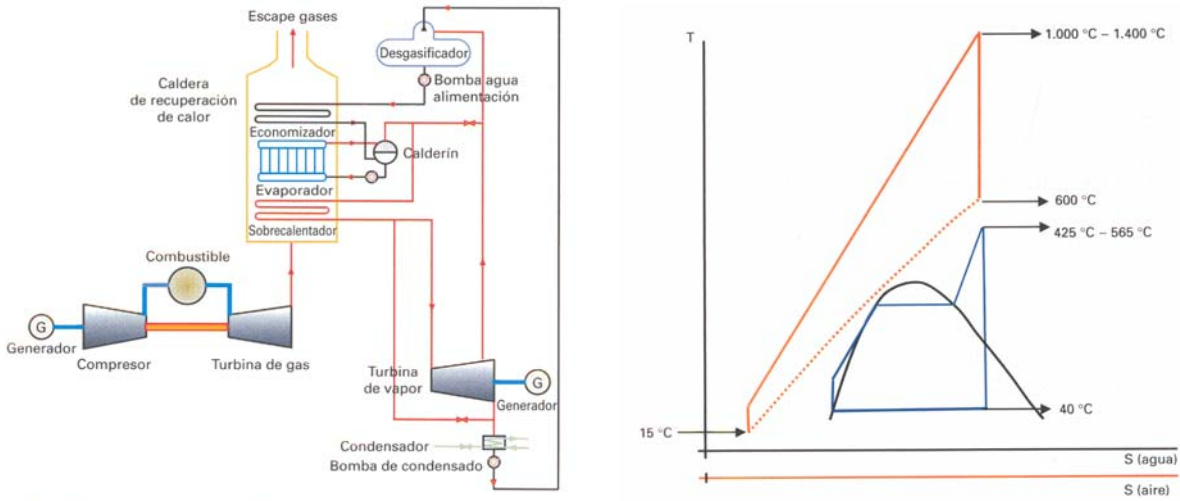 Escape gases
Desgasificador
Caldera
de recuperación
de calor
Bomba agua
alimentación
Economizador
Calderín
Evaporador
Sobrecalentador
Combustible
G
Generador
Compresor
Turbina de gas
Turbina
de vapor
G
Generador
Condensador
Bomba de condensado
T
1.000 °C – 1.400 °C
600 °C
425 °C – 565 °C
40 °C
15 °C
S (agua)
S (aire)